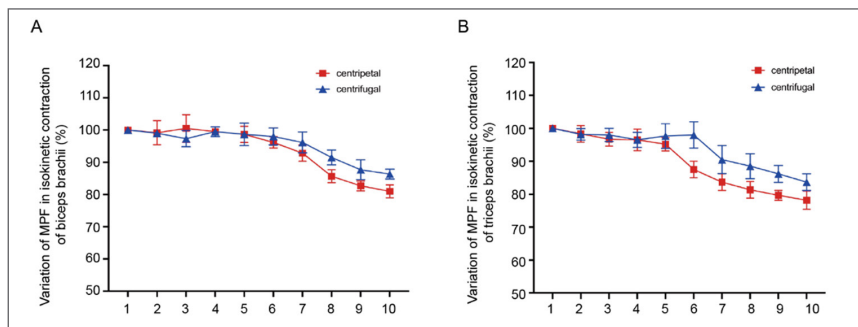 A
Variation of MPF in isokinetic contraction
of biceps brachii (%)
120
110
100
90
80
70
60
50
centripetal
centrifugal
1 2 3 4 5 6 7 8 9 10
B
Variation of MPF in isokinetic contraction
of triceps brachii (%)
120
110
100
90
80
70
60
50
centripetal
centrifugal
1 2 3 4 5 6 7 8 9 10